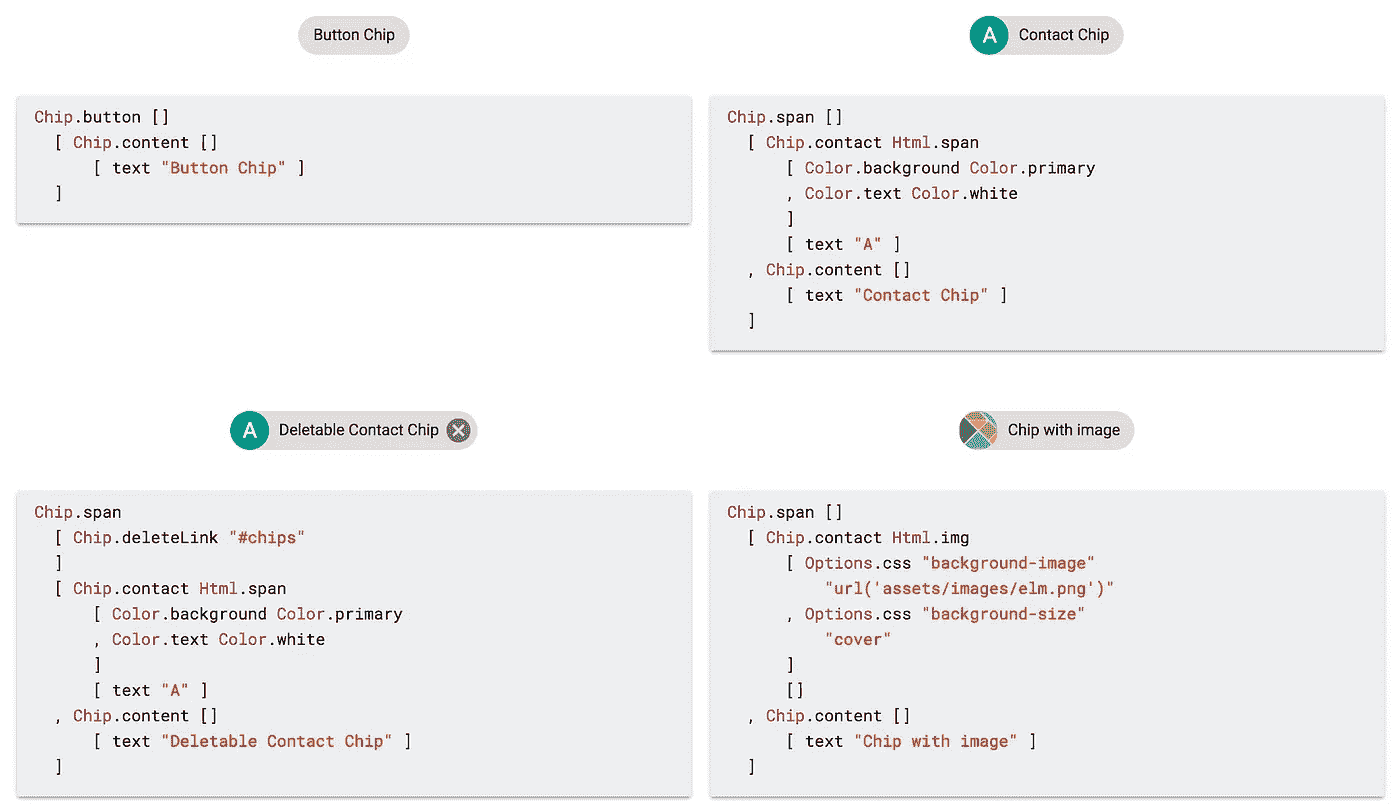 Button Chip
Chip.button []
  [ Chip.content []
      [ text "Button Chip" ]
  ]
A Contact Chip
Chip.span []
  [ Chip.contact Html.span
      [ Color.background Color.primary
      , Color.text Color.white
      ]
      [ text "A" ]
  , Chip.content []
      [ text "Contact Chip" ]
  ]
A Deletable Contact Chip
Chip.span
  [ Chip.deleteLink "#chips"
  ]
  [ Chip.contact Html.span
      [ Color.background Color.primary
      , Color.text Color.white
      ]
      [ text "A" ]
  , Chip.content []
      [ text "Deletable Contact Chip" ]
  ]
Chip with image
Chip.span []
  [ Chip.contact Html.img
      [ Options.css "background-image"
          "url('assets/images/elm.png')"
      , Options.css "background-size"
          "cover"
      ]
      []
  , Chip.content []
      [ text "Chip with image" ]
  ]